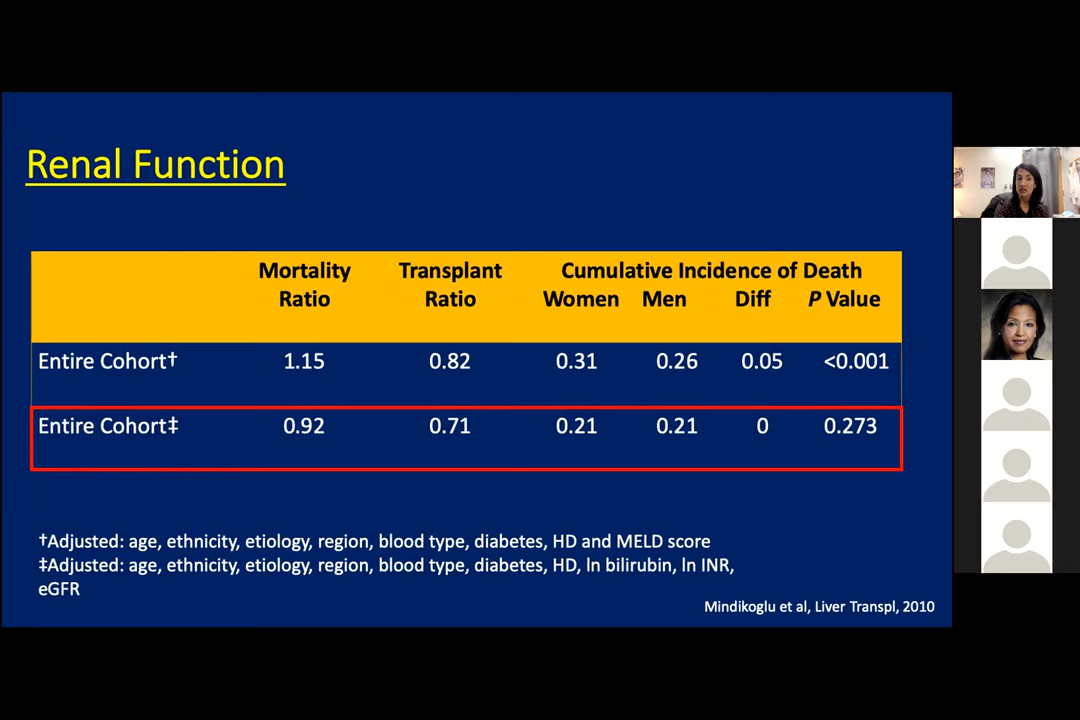 Renal Function
Mortality Ratio Transplant Ratio Cumulative Incidence of Death
Women Men Diff P Value
Entire Cohort† 1.15 0.82 0.31 0.26 0.05 <0.001
Entire Cohort‡ 0.92 0.71 0.21 0.21 0 0.273
†Adjusted: age, ethnicity, etiology, region, blood type, diabetes, HD and MELD score
‡Adjusted: age, ethnicity, etiology, region, blood type, diabetes, HD, ln bilirubin, ln INR,
eGFR
Mindikoglu et al, Liver Transpl, 2010